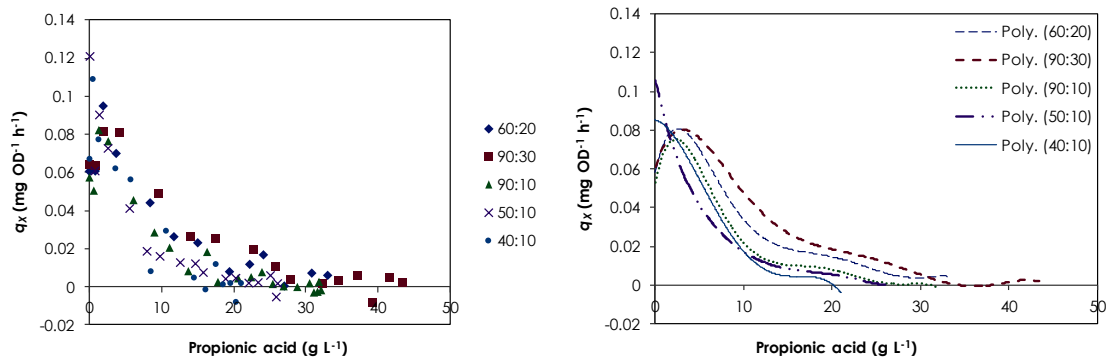 0.14
0.12
0.1
0.08
0.06
0.04
0.02
0
-0.02
qX (mg OD⁻¹ h⁻¹)
0 10 20 30 40 50
Propionic acid (g L⁻¹)
60:20
90:30
90:10
50:10
40:10
0.14
0.12
0.1
0.08
0.06
0.04
0.02
0
-0.02
qX (mg OD⁻¹ h⁻¹)
0 10 20 30 40 50
Propionic acid (g L⁻¹)
Poly. (60:20)
Poly. (90:30)
Poly. (90:10)
Poly. (50:10)
Poly. (40:10)